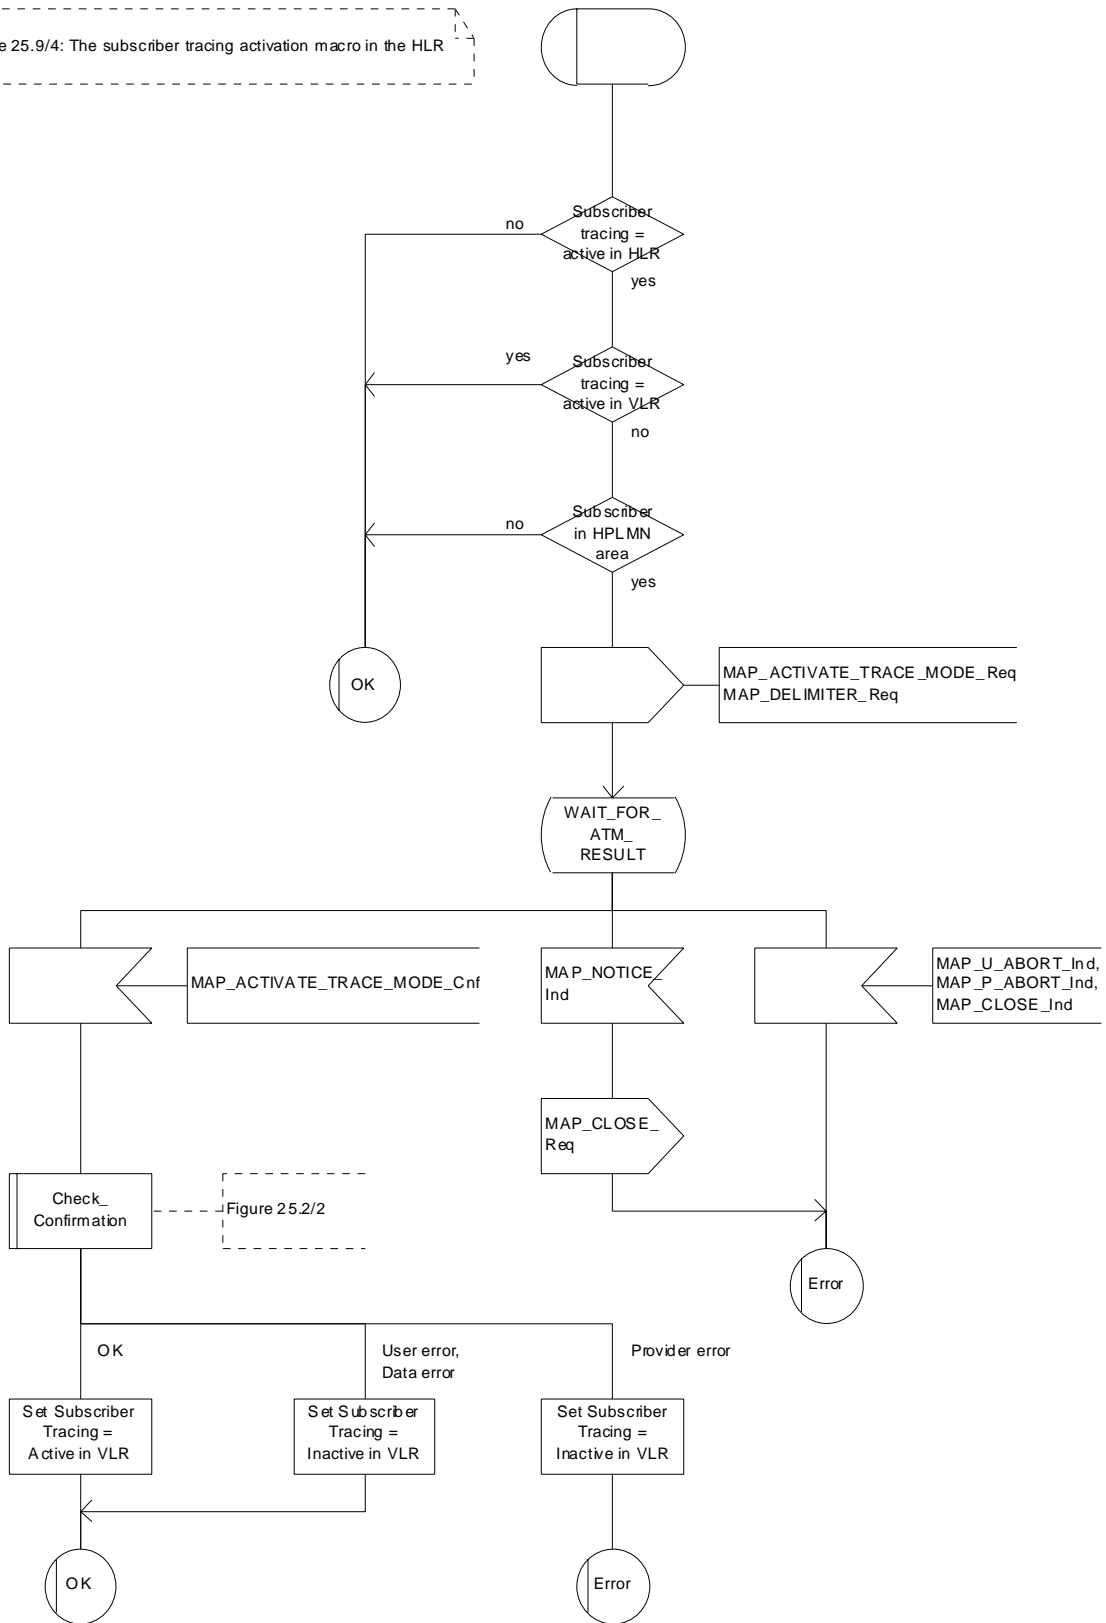 e 25.9/4: The subscriber tracing activation macro in the HLR
Subscriber
tracing =
active in HLR
no
yes
Subscriber
tracing =
active in VLR
yes
no
Subscriber
in HPLMN
area
no
yes
OK
MAP_ACTIVATE_TRACE_MODE_Req
MAP_DELIMITER_Req
WAIT_FOR_
ATM_
RESULT
MAP_ACTIVATE_TRACE_MODE_Cnf
MAP_NOTICE_
Ind
MAP_U_ABORT_Ind,
MAP_P_ABORT_Ind,
MAP_CLOSE_Ind
MAP_CLOSE_
Req
Check_
Confirmation
Figure 25.2/2
Error
OK
User error,
Data error
Provider error
Set Subscriber
Tracing =
Active in VLR
Set Subscriber
Tracing =
Inactive in VLR
Set Subscriber
Tracing =
Inactive in VLR
OK
Error